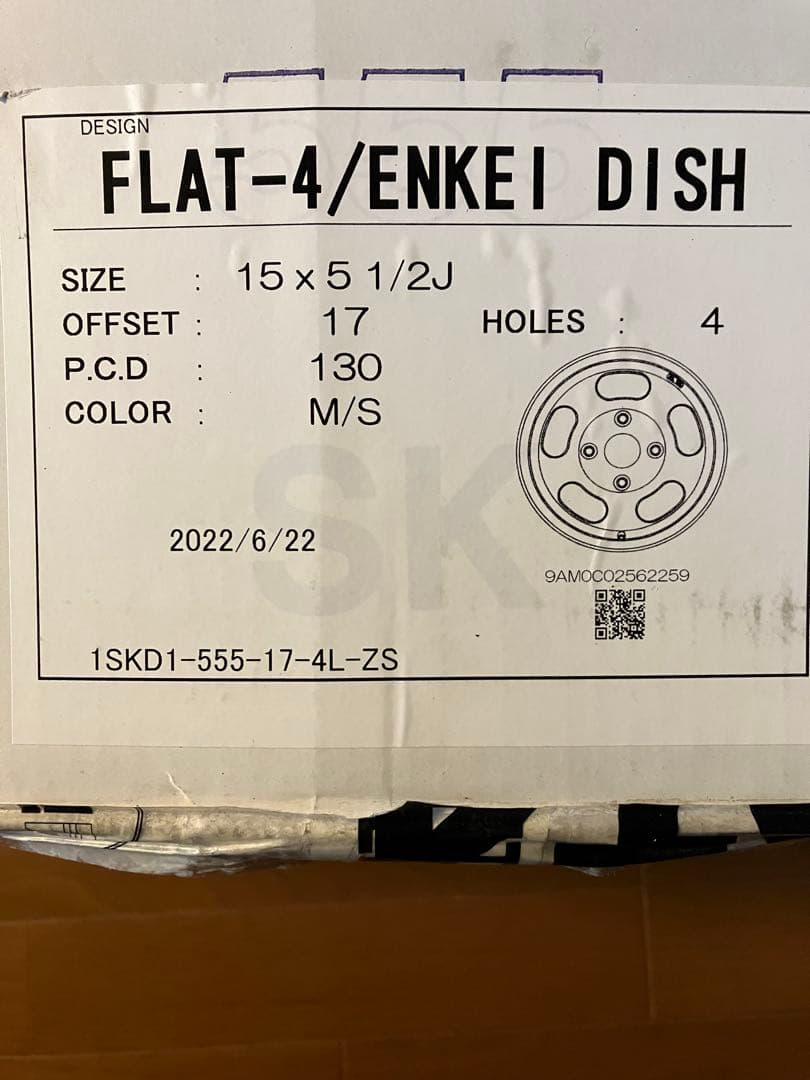 DESIGN
FLAT-4/ENKEI DISH
SIZE : 15 x 5 1/2J
OFFSET : 17 HOLES : 4
P.C.D : 130
COLOR : M/S
SK
2022/6/22
9AM0C02562259
1SKD1-555-17-4L-ZS